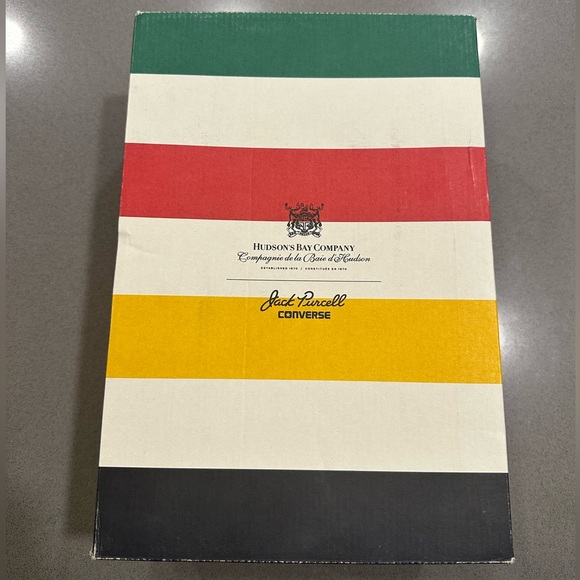 HUDSON'S BAY COMPANY
Compagnie de la Baie d'Hudson
ESTABLISHED 1670 / CONSTITUÉE EN 1670
Jack Purcell
CONVERSE